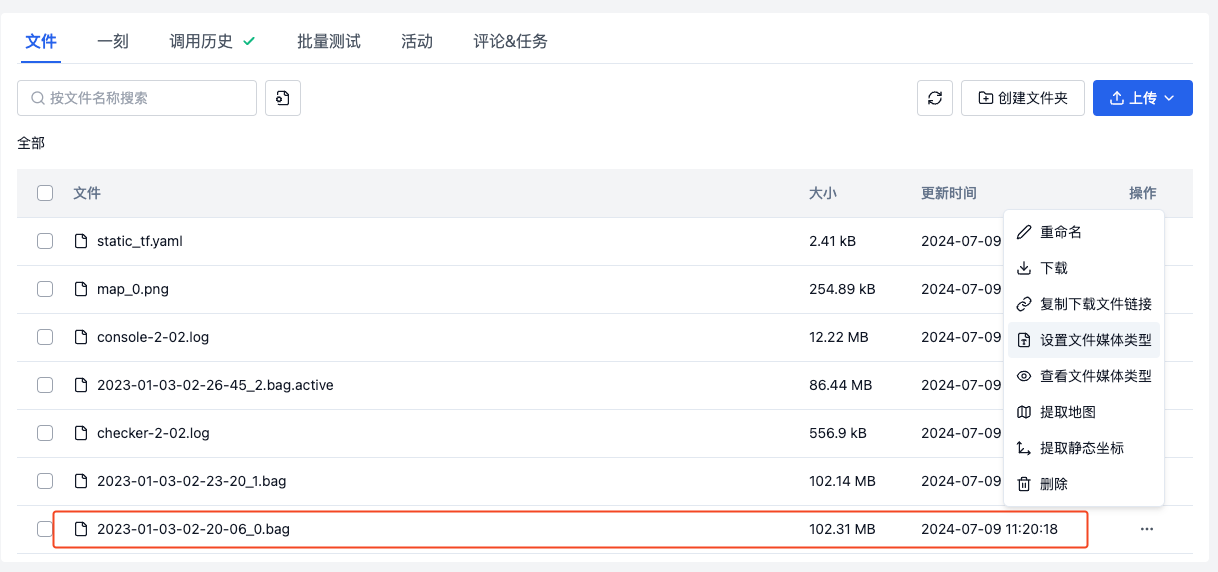 文件 一刻 调用历史 批量测试 活动 评论&任务
按文件名称搜索 创建文件夹 上传
全部
文件 大小 更新时间 操作
static_tf.yaml 2.41 kB 2024-07-09
map_0.png 254.89 kB 2024-07-09
console-2-02.log 12.22 MB 2024-07-09
2023-01-03-02-26-45_2.bag.active 86.44 MB 2024-07-09
checker-2-02.log 556.9 kB 2024-07-09
2023-01-03-02-23-20_1.bag 102.14 MB 2024-07-09
2023-01-03-02-20-06_0.bag 102.31 MB 2024-07-09 11:20:18
重命名
下载
复制下载文件链接
设置文件媒体类型
查看文件媒体类型
提取地图
提取静态坐标
删除